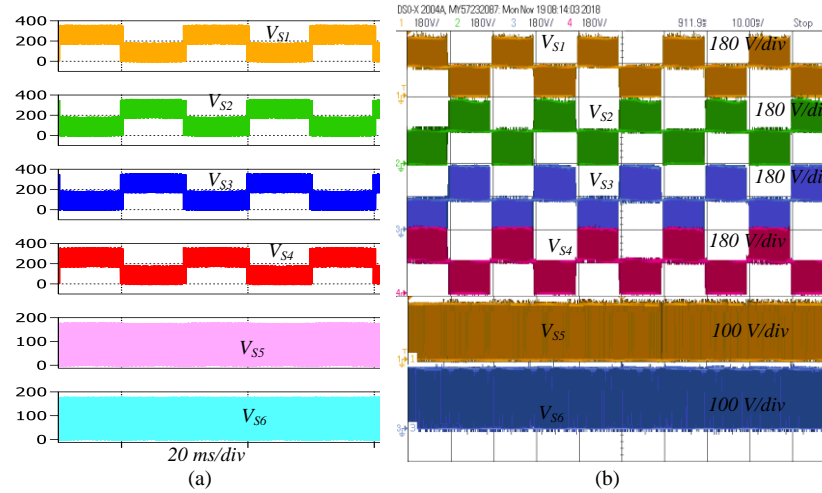 400
200
0
V_S1
400
200
0
V_S2
400
200
0
V_S3
400
200
0
V_S4
200
100
0
V_S5
200
100
0
V_S6
20 ms/div
(a)
DSO-X 2004A, MY57232087: Mon Nov 19 08:14:03 2018
1 180V/ 2 180V/ 3 180V/ 4 180V/ 10.00 Stop
V_S1 180 V/div
V_S2 180 V/div
V_S3 180 V/div
V_S4 180 V/div
V_S5 100 V/div
V_S6 100 V/div
(b)